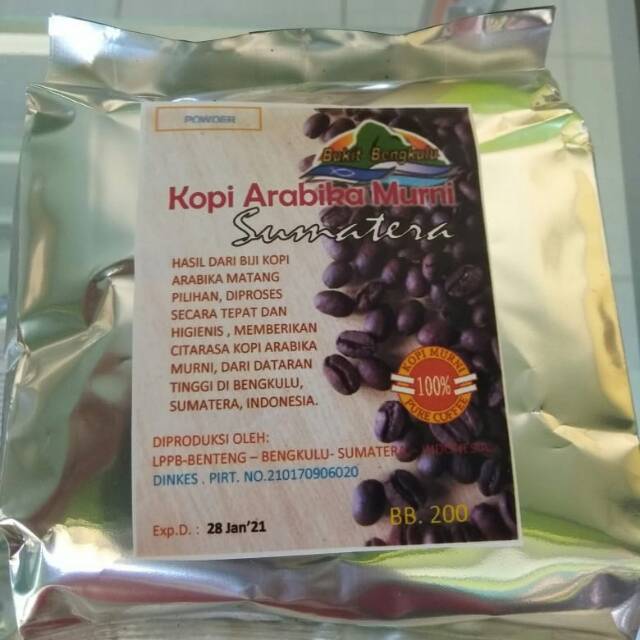 POWDER
Bukit Bengkulu
Kopi Arabika Murni
Sumatera
HASIL DARI BIJI KOPI
ARABIKA MATANG
PILIHAN, DIPROSES
SECARA TEPAT DAN
HIGIENIS , MEMBERIKAN
CITARASA KOPI ARABIKA
MURNI, DARI DATARAN
TINGGI DI BENGKULU,
SUMATERA, INDONESIA.
KOPI MURNI
100%
PURE COFFEE
DIPRODUKSI OLEH:
LPPB-BENTENG – BENGKULU- SUMATERA -
DINKES . PIRT. NO.210170906020
Exp.D. : 28 Jan'21
BB. 200